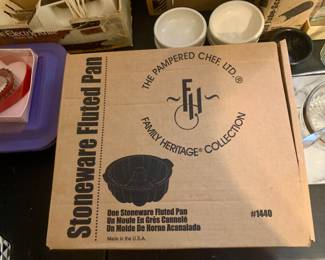 Stoneware Fluted Pan
THE PAMPERED CHEF, LTD.®
FH
FAMILY HERITAGE® COLLECTION
One Stoneware Fluted Pan
Un Moule En Grès Cannelé
Un Molde De Horno Acanalada
Made in the U.S.A.
#1440